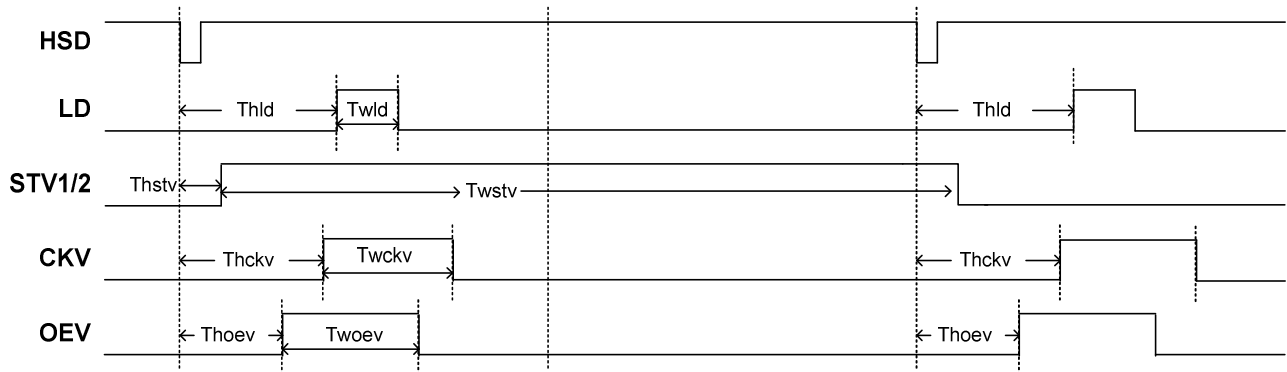 HSD
LD
Thld
Twld
Thld
STV1/2
Thstv
Twstv
CKV
Thckv
Twckv
Thckv
OEV
Thoev
Twoev
Thoev